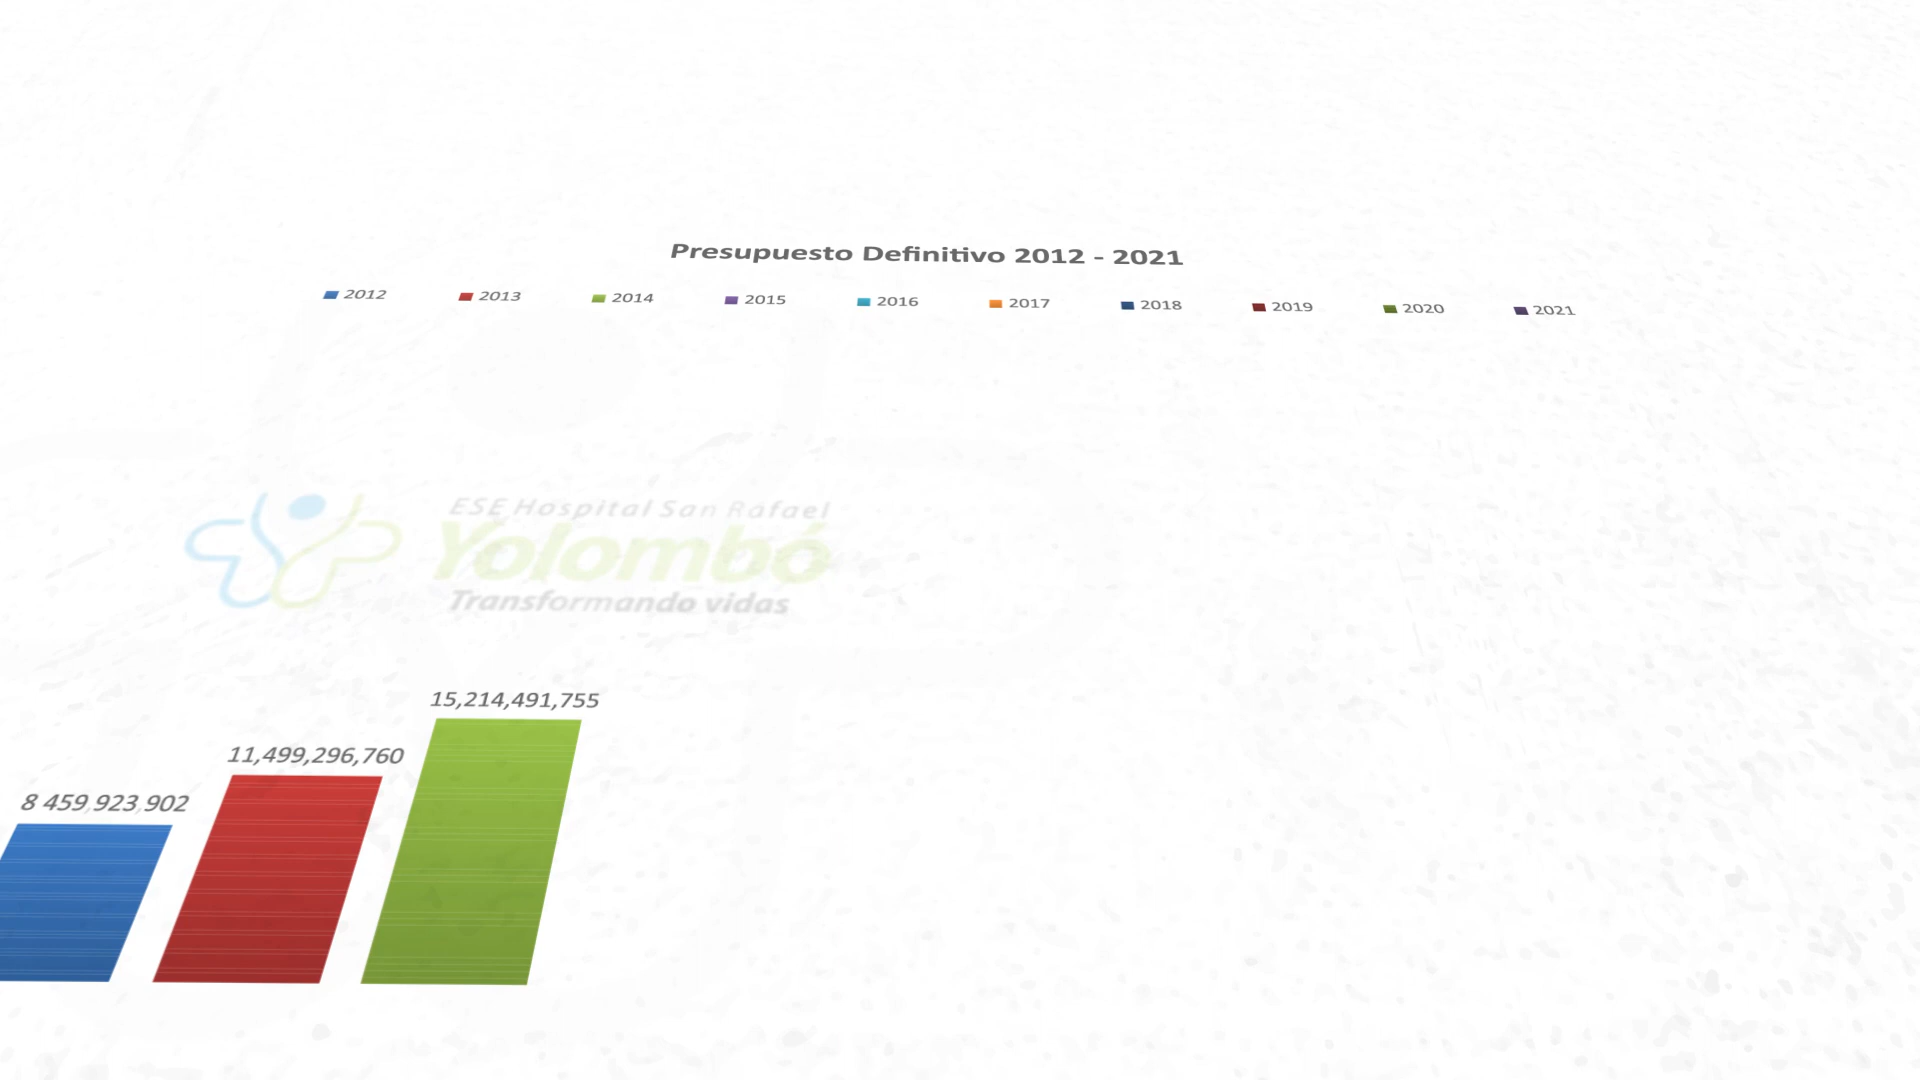 Presupuesto Definitivo 2012 - 2021
2012 2013 2014 2015 2016 2017 2018 2019 2020 2021
ESE Hospital San Rafael
Yolombó
Transformando vidas
15,214,491,755
11,499,296,760
8 459,923,902